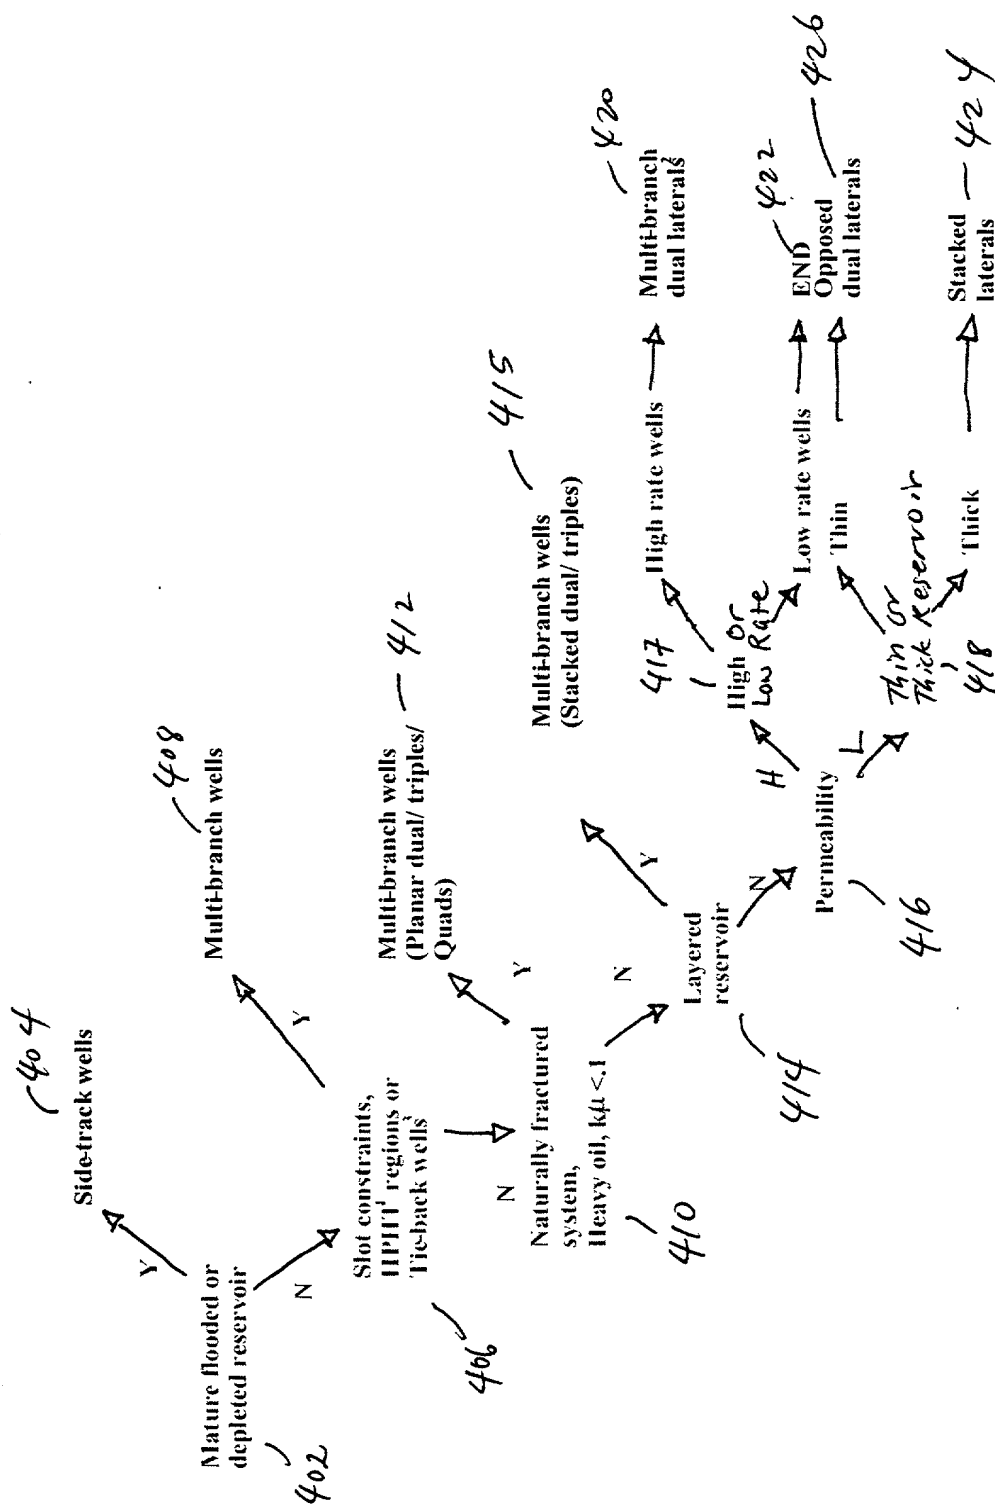 404
Side-track wells
Y
Mature flooded or
depleted reservoir
402
N
408
Multi-branch wells
Y
Slot constraints,
HPHT' regions or
Tie-back wells
406
N
Multi-branch wells
(Planar dual/ triples/
Quads)
412
Y
Naturally fractured
system,
Heavy oil, kμ <.1
410
N
415
Multi-branch wells
(Stacked dual/ triples)
Y
Layered
reservoir
414
N
Permeability
416
H
L
417
High or
Low Rate
High rate wells
420
Multi-branch
dual laterals
Low rate wells
END
422
Thin or
Thick Reservoir
418
Thin
Opposed
dual laterals
426
Thick
Stacked
laterals
424